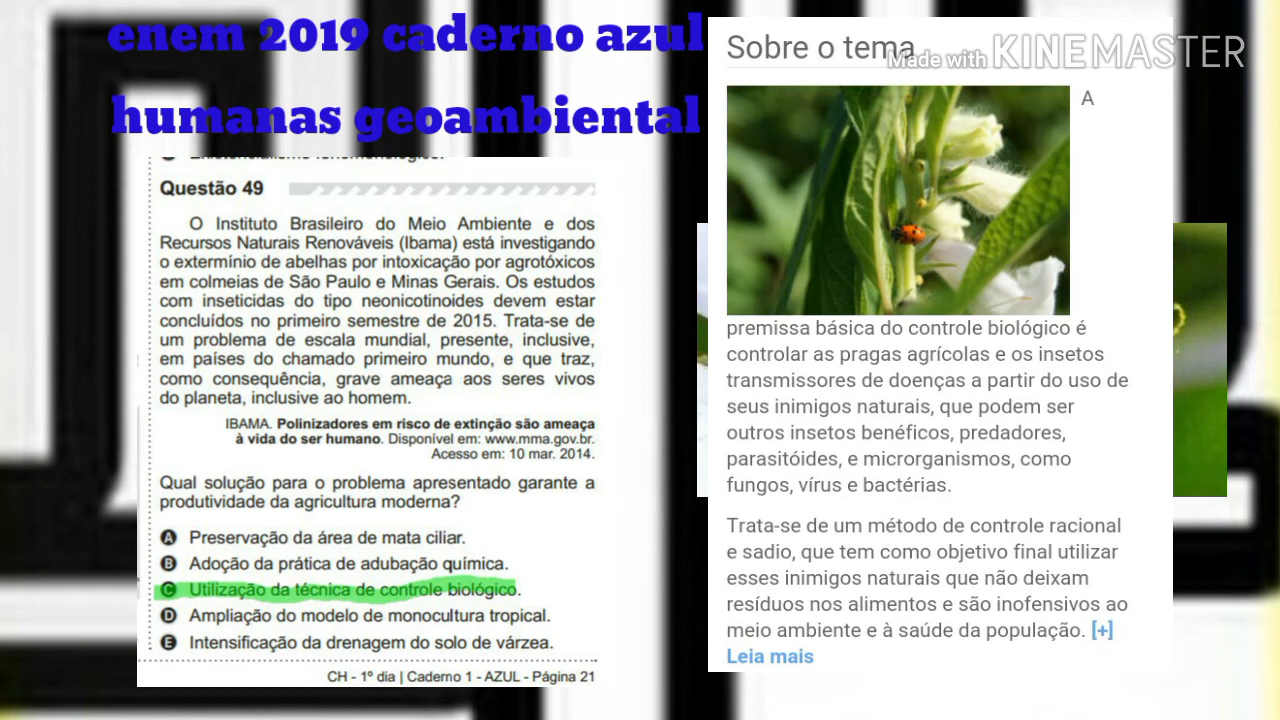 enem 2019 caderno azul
humanas geoambiental
Questão 49
O Instituto Brasileiro do Meio Ambiente e dos
Recursos Naturais Renováveis (Ibama) está investigando
o extermínio de abelhas por intoxicação por agrotóxicos
em colmeias de São Paulo e Minas Gerais. Os estudos
com inseticidas do tipo neonicotinoides devem estar
concluídos no primeiro semestre de 2015. Trata-se de
um problema de escala mundial, presente, inclusive,
em países do chamado primeiro mundo, e que traz,
como consequência, grave ameaça aos seres vivos
do planeta, inclusive ao homem.
IBAMA. Polinizadores em risco de extinção são ameaça
à vida do ser humano. Disponível em: www.mma.gov.br.
Acesso em: 10 mar. 2014.
Qual solução para o problema apresentado garante a
produtividade da agricultura moderna?
A Preservação da área de mata ciliar.
B Adoção da prática de adubação química.
C Utilização da técnica de controle biológico.
D Ampliação do modelo de monocultura tropical.
E Intensificação da drenagem do solo de várzea.
CH - 1º dia | Caderno 1 - AZUL - Página 21
Sobre o tema
Made with KINEMASTER
A
premissa básica do controle biológico é
controlar as pragas agrícolas e os insetos
transmissores de doenças a partir do uso de
seus inimigos naturais, que podem ser
outros insetos benéficos, predadores,
parasitóides, e microrganismos, como
fungos, vírus e bactérias.
Trata-se de um método de controle racional
e sadio, que tem como objetivo final utilizar
esses inimigos naturais que não deixam
resíduos nos alimentos e são inofensivos ao
meio ambiente e à saúde da população. [+]
Leia mais